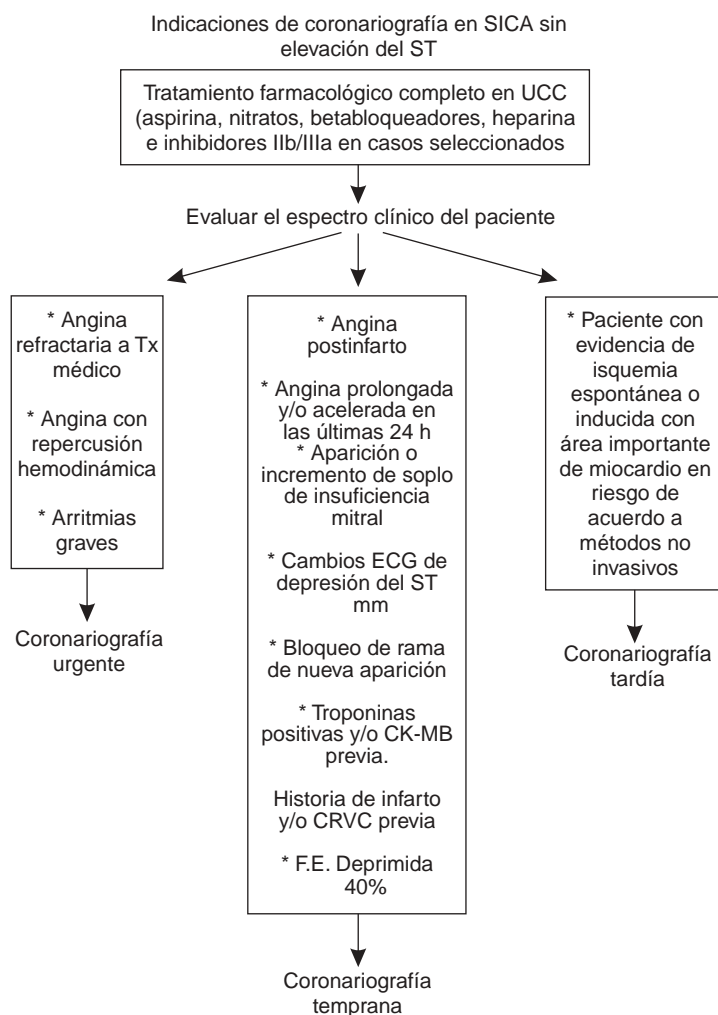 Indicaciones de coronariografía en SICA sin
elevación del ST
Tratamiento farmacológico completo en UCC
(aspirina, nitratos, betabloqueadores, heparina
e inhibidores IIb/IIIa en casos seleccionados
Evaluar el espectro clínico del paciente
* Angina
refractaria a Tx
médico
* Angina con
repercusión
hemodinámica
* Arritmias
graves
Coronariografía
urgente
* Angina
postinfarto
* Angina prolongada
y/o acelerada en
las últimas 24 h
* Aparición o
incremento de soplo
de insuficiencia
mitral
* Cambios ECG de
depresión del ST
mm
* Bloqueo de rama
de nueva aparición
* Troponinas
positivas y/o CK-MB
previa.
Historia de infarto
y/o CRVC previa
* F.E. Deprimida
40%
Coronariografía
temprana
* Paciente con
evidencia de
isquemia
espontánea o
inducida con
área importante
de miocardio en
riesgo de
acuerdo a
métodos no
invasivos
Coronariografía
tardía